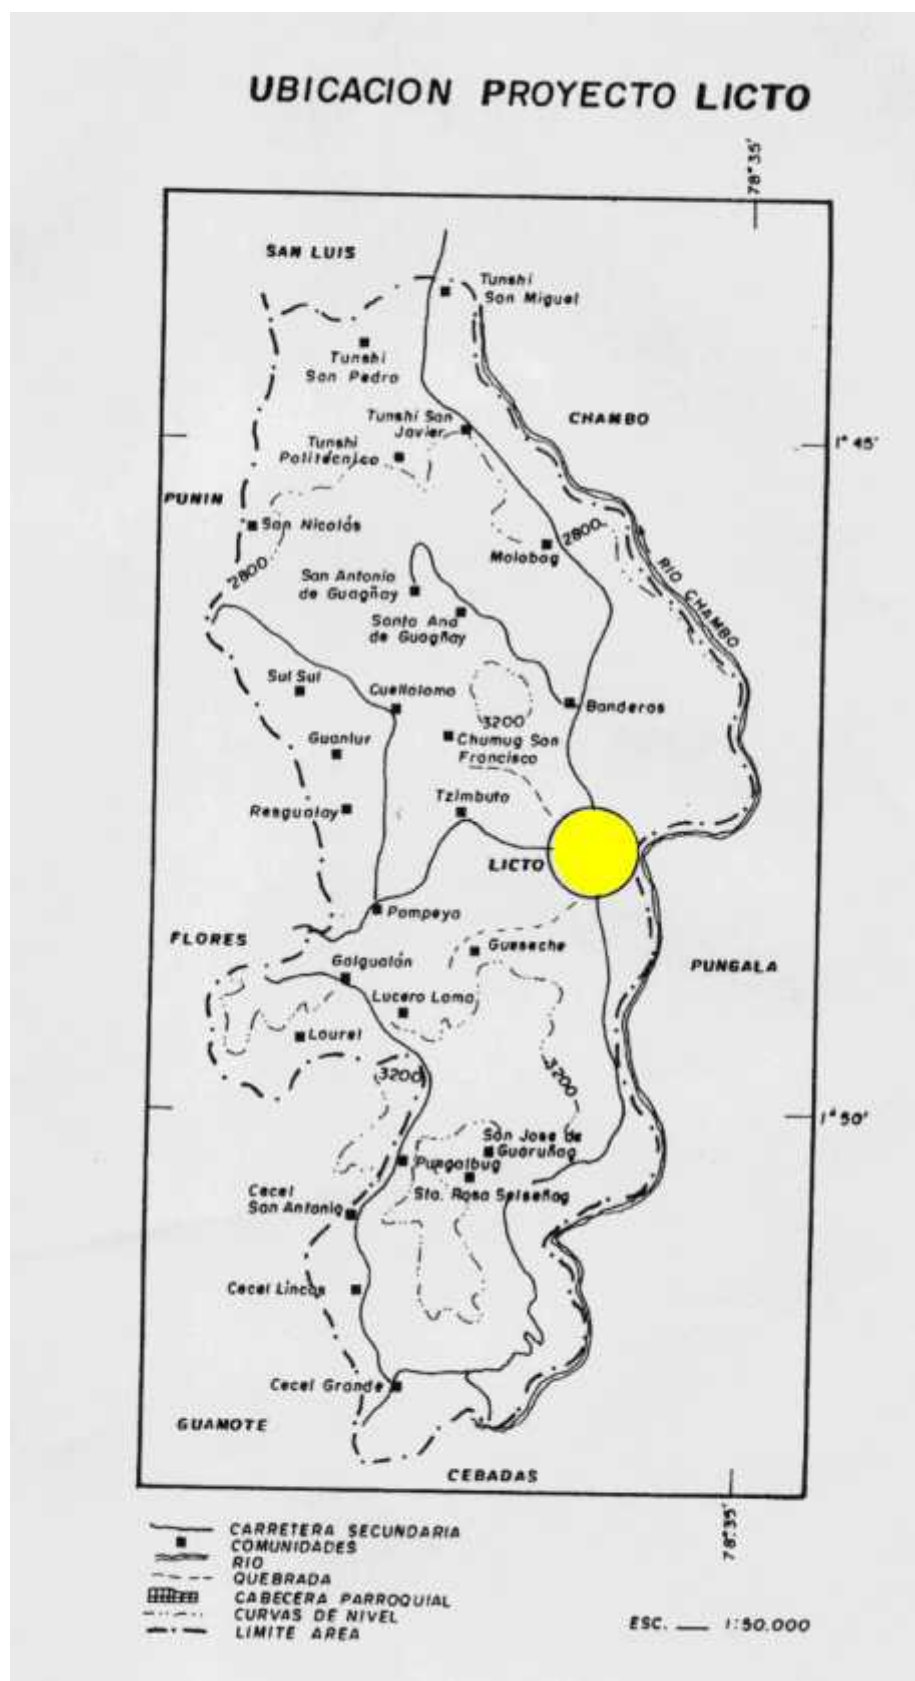 UBICACION PROYECTO LICTO
78°35'
SAN LUIS
Tunshi
San Miguel
Tunshi
San Pedro
CHAMBO
Tunshi San
Javier
1°45'
Tunshi
Politécnico
PUNIN
San Nicolás
2800
Molobog
2800
San Antonio
de Guagñay
RIO CHAMBO
Santa Ana
de Guagñay
Sul Sul
Cuellaloma
Banderas
3200
Guanlur
Chumug San
Francisco
Resgualay
Tzimbuto
LICTO
Pompeya
FLORES
Gueseche
PUNGALA
Galgualán
Lucero Loma
Laurel
3200
3200
1°50'
San Jose de
Guaruñag
Pungalbug
Cecel
San Antonio
Sta. Rosa Selseñag
Cecel Lincas
Cecel Grande
GUAMOTE
CEBADAS
78°35'
CARRETERA SECUNDARIA
COMUNIDADES
RIO
QUEBRADA
CABECERA PARROQUIAL
CURVAS DE NIVEL
LIMITE AREA
ESC. __ 1:50.000